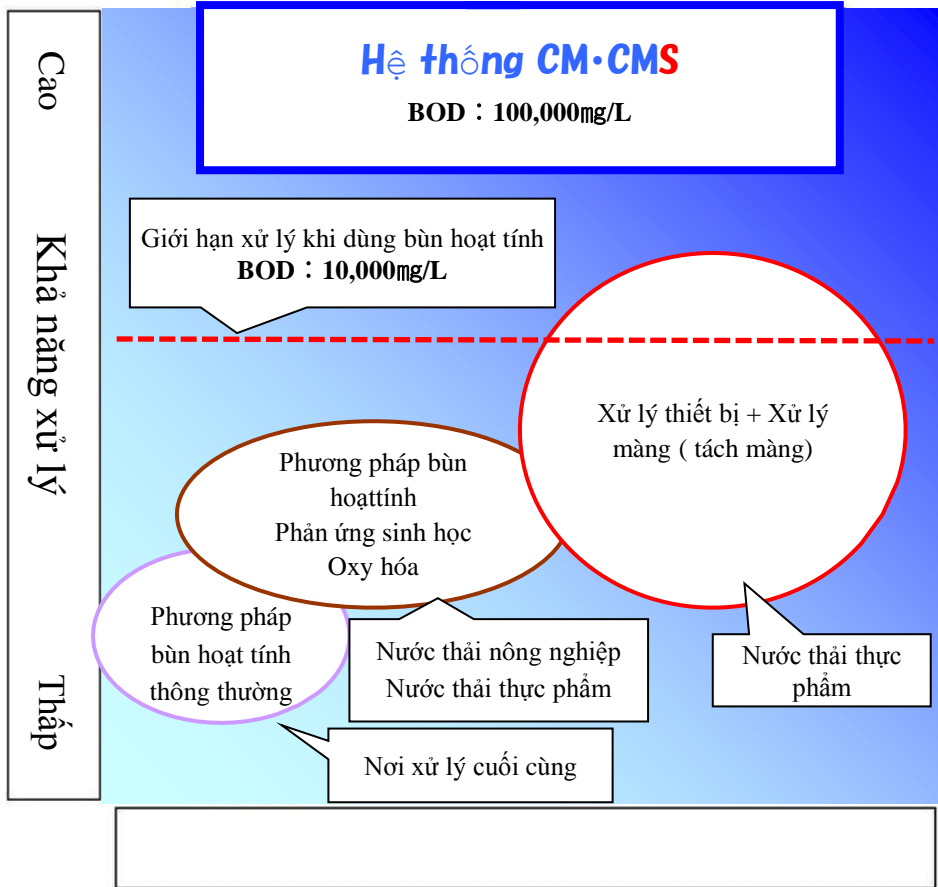 Hệ thống CM・CMS
BOD：100,000㎎/L
Cao
Khả năng xử lý
Thấp
Giới hạn xử lý khi dùng bùn hoạt tính
BOD：10,000㎎/L
Xử lý thiết bị + Xử lý
màng ( tách màng)
Phương pháp bùn
hoạttính
Phản ứng sinh học
Oxy hóa
Phương pháp
bùn hoạt tính
thông thường
Nước thải nông nghiệp
Nước thải thực phẩm
Nước thải thực
phẩm
Nơi xử lý cuối cùng